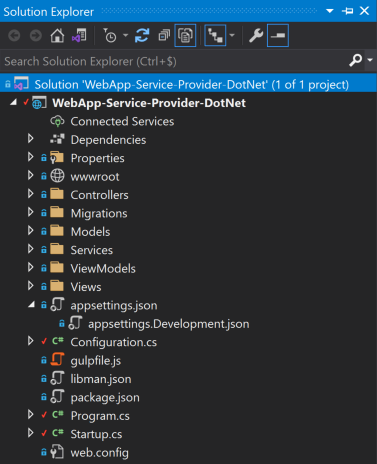 Solution Explorer
Search Solution Explorer (Ctrl+$)
Solution 'WebApp-Service-Provider-DotNet' (1 of 1 project)
WebApp-Service-Provider-DotNet
Connected Services
Dependencies
Properties
wwwroot
Controllers
Migrations
Models
Services
ViewModels
Views
appsettings.json
appsettings.Development.json
C# Configuration.cs
gulpfile.js
libman.json
package.json
C# Program.cs
C# Startup.cs
web.config